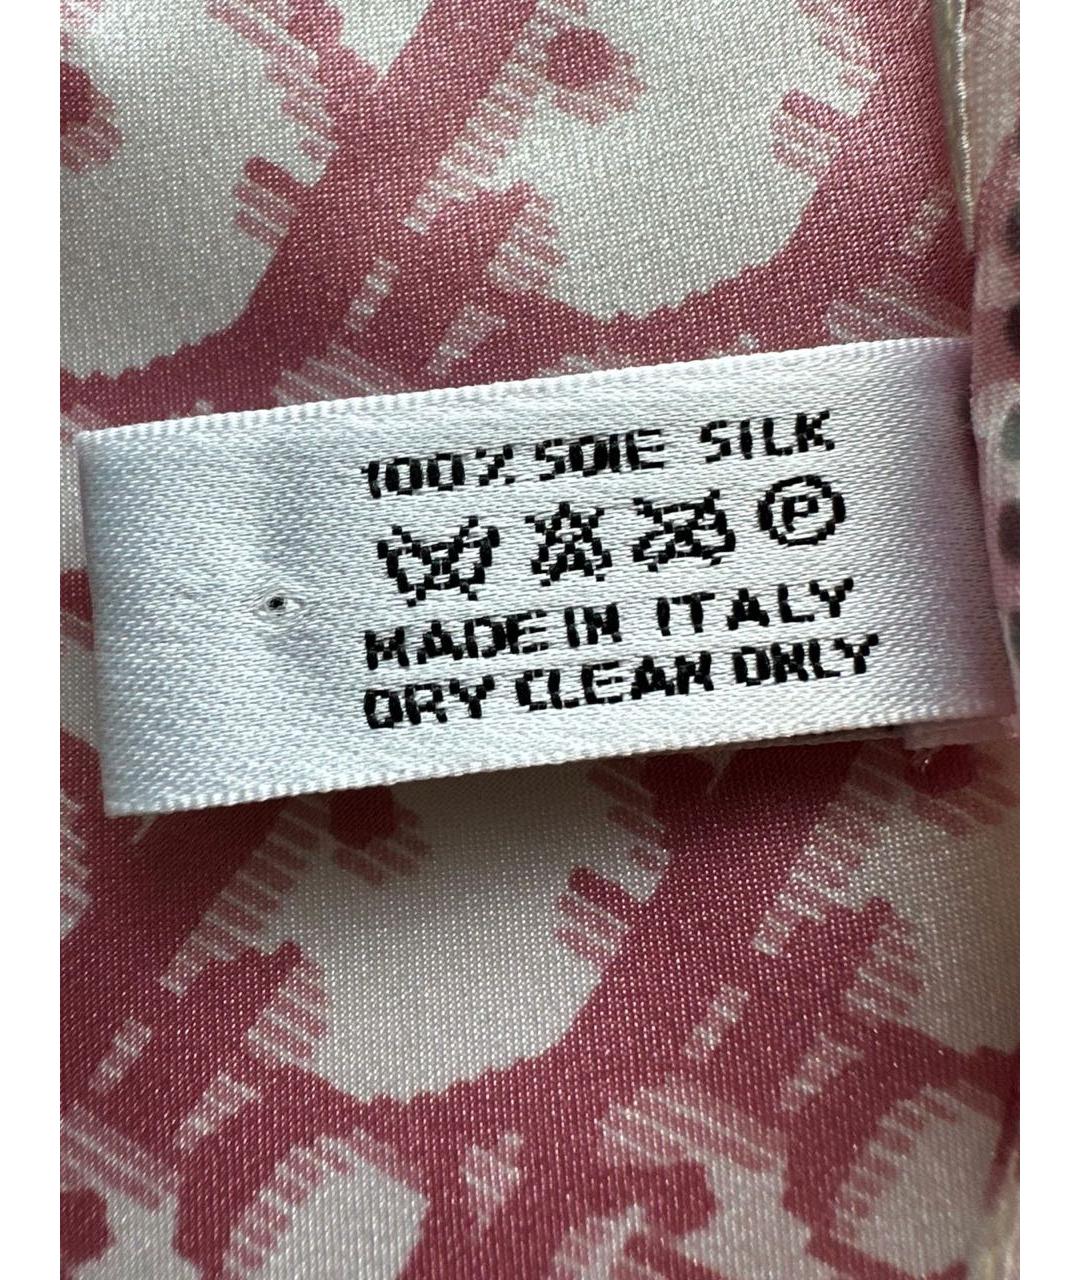 100% SOIE SILK
P
MADE IN ITALY
DRY CLEAN ONLY